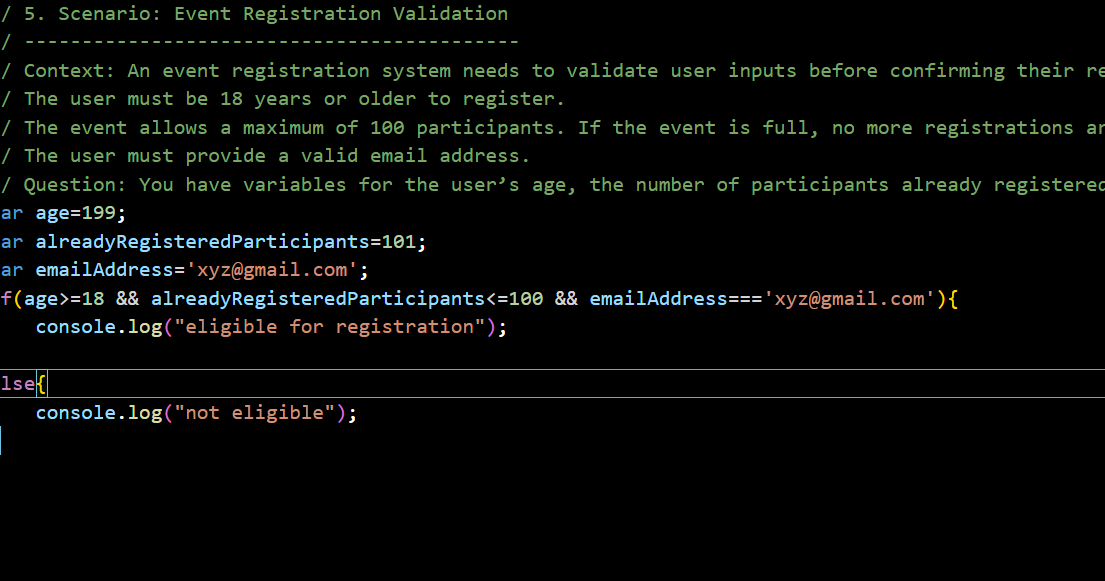 / 5. Scenario: Event Registration Validation
/ -------------------------------------------
/ Context: An event registration system needs to validate user inputs before confirming their re
/ The user must be 18 years or older to register.
/ The event allows a maximum of 100 participants. If the event is full, no more registrations ar
/ The user must provide a valid email address.
/ Question: You have variables for the user’s age, the number of participants already registered
ar age=199;
ar alreadyRegisteredParticipants=101;
ar emailAddress='xyz@gmail.com';
f(age>=18 && alreadyRegisteredParticipants<=100 && emailAddress==='xyz@gmail.com'){
console.log("eligible for registration");
lse{
console.log("not eligible");